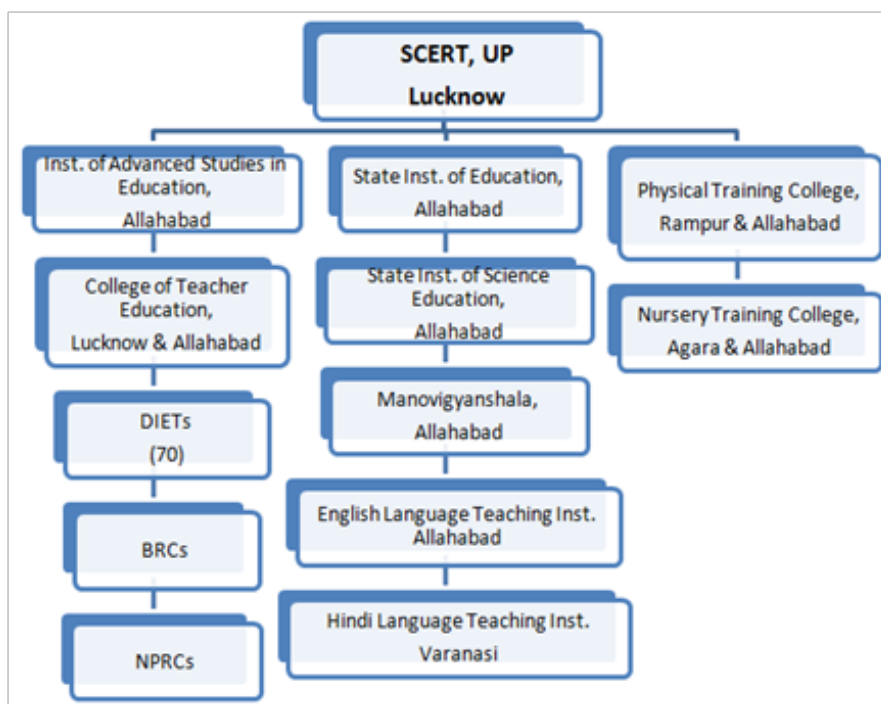 SCERT, UP
Lucknow
Inst. of Advanced Studies in
Education,
Allahabad
College of Teacher
Education,
Lucknow & Allahabad
DIETs
(70)
BRCs
NPRCs
State Inst. of Education,
Allahabad
State Inst. of Science
Education,
Allahabad
Manovigyanshala,
Allahabad
English Language Teaching Inst.
Allahabad
Hindi Language Teaching Inst.
Varanasi
Physical Training College,
Rampur & Allahabad
Nursery Training College,
Agara & Allahabad